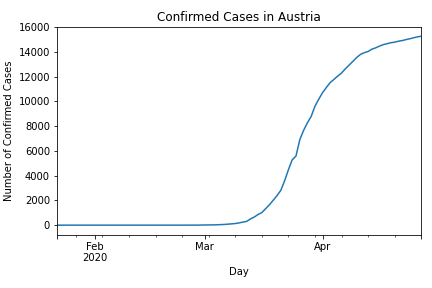 Confirmed Cases in Austria
Number of Confirmed Cases
16000
14000
12000
10000
8000
6000
4000
2000
0
Feb
2020
Mar
Apr
Day